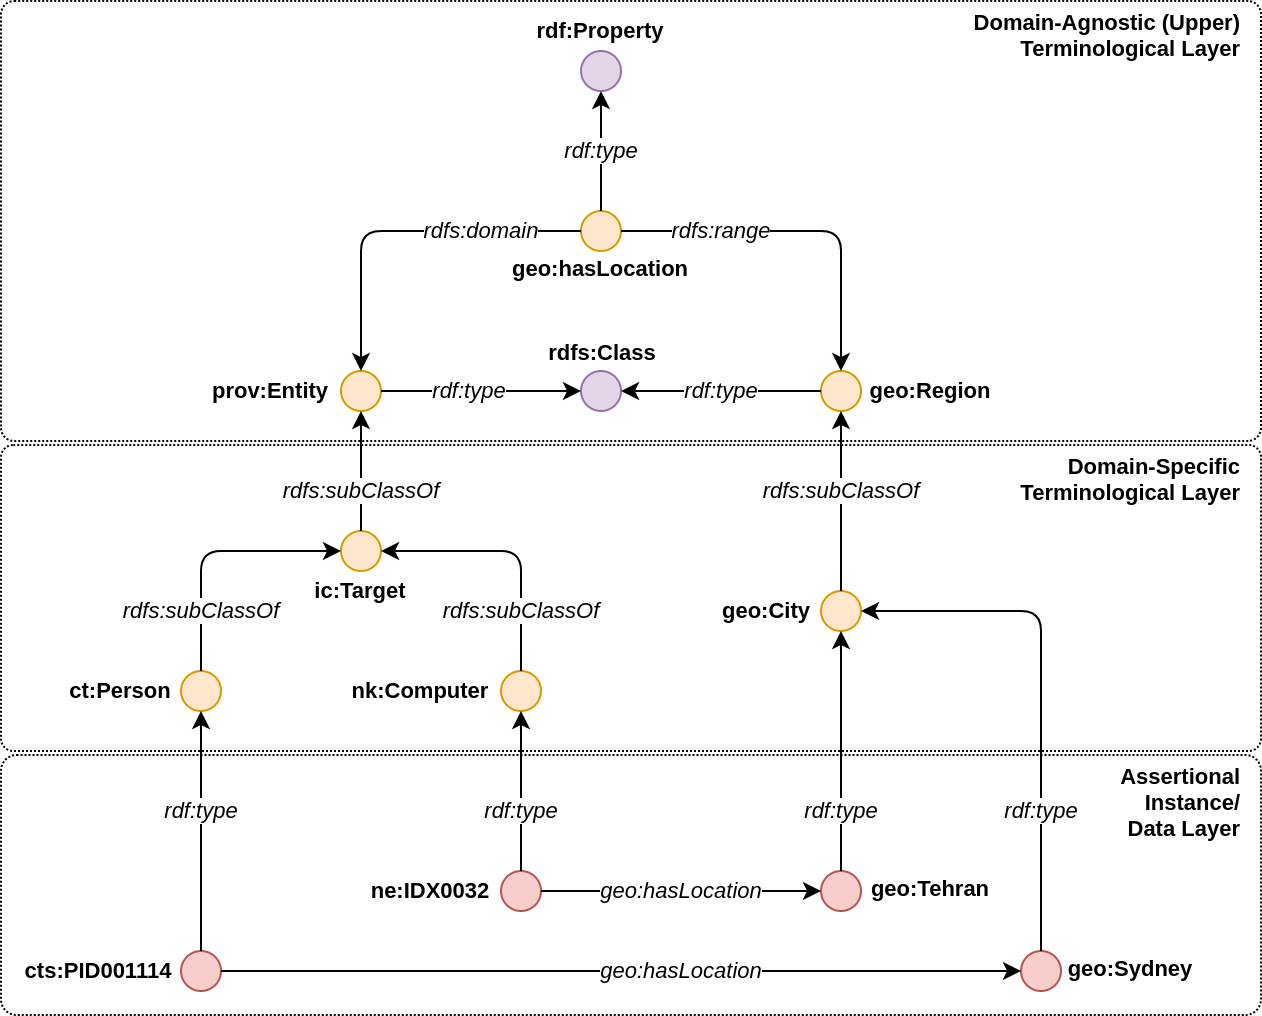 Domain-Agnostic (Upper)
Terminological Layer
rdf:Property
rdf:type
rdfs:domain
rdfs:range
geo:hasLocation
rdfs:Class
prov:Entity
rdf:type
rdf:type
geo:Region
Domain-Specific
Terminological Layer
rdfs:subClassOf
rdfs:subClassOf
ic:Target
rdfs:subClassOf
rdfs:subClassOf
geo:City
ct:Person
nk:Computer
Assertional
Instance/
Data Layer
rdf:type
rdf:type
rdf:type
rdf:type
ne:IDX0032
geo:hasLocation
geo:Tehran
cts:PID001114
geo:hasLocation
geo:Sydney